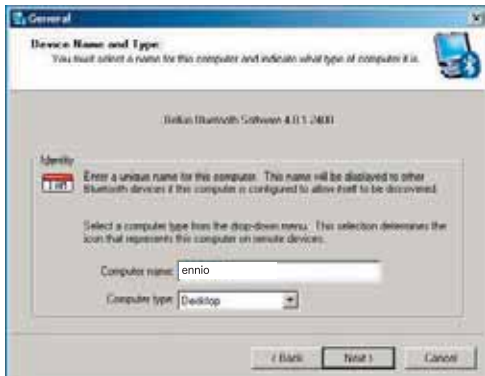 General
Device Name and Type
You must select a name for this computer and indicate what type of computer it is.
Belkin Bluetooth Software 4.0.1.2400
Identity
Enter a unique name for this computer. This name will be displayed to other
Bluetooth devices if this computer is configured to allow itself to be discovered.
Select a computer type from the drop-down menu. This selection determines the
icon that represents this computer on remote devices.
Computer name: ennio
Computer type: Desktop
< Back Next > Cancel